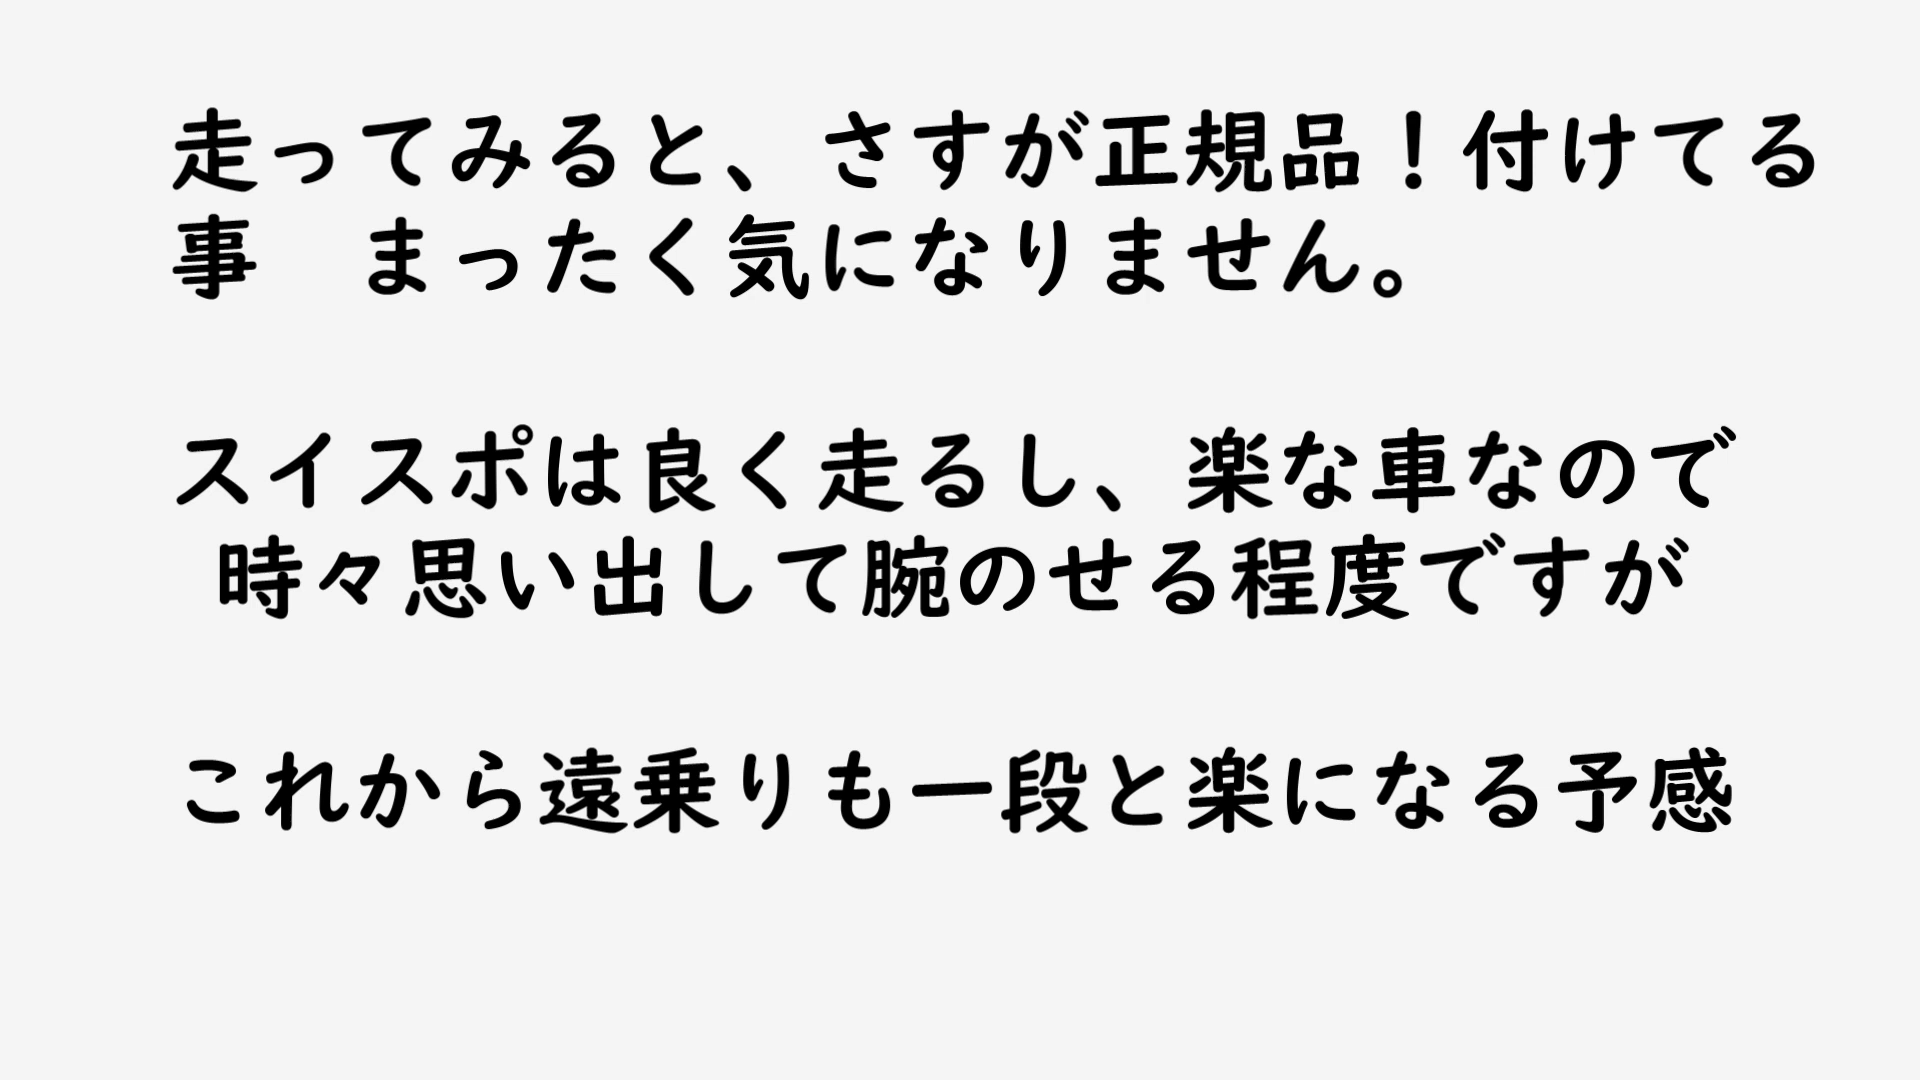 走ってみると、さすが正規品！付けてる
事　まったく気になりません。
スイスポは良く走るし、楽な車なので
時々思い出して腕のせる程度ですが
これから遠乗りも一段と楽になる予感